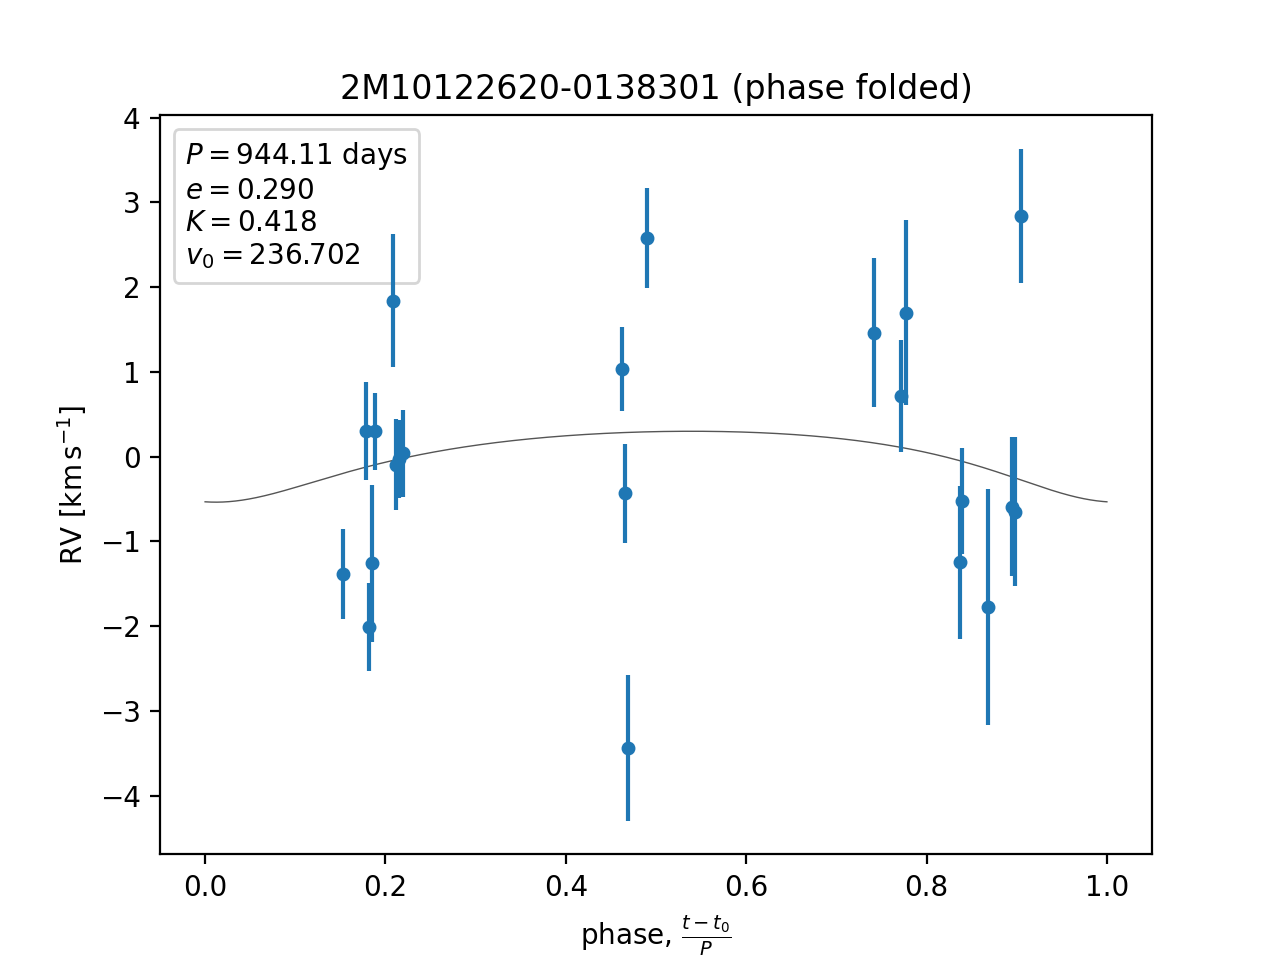 2M10122620-0138301 (phase folded)
P = 944.11 days
e = 0.290
K = 0.418
v₀ = 236.702
4
3
2
1
0
−1
−2
−3
−4
RV [km s⁻¹]
0.0 0.2 0.4 0.6 0.8 1.0
phase, (t − t₀)/P